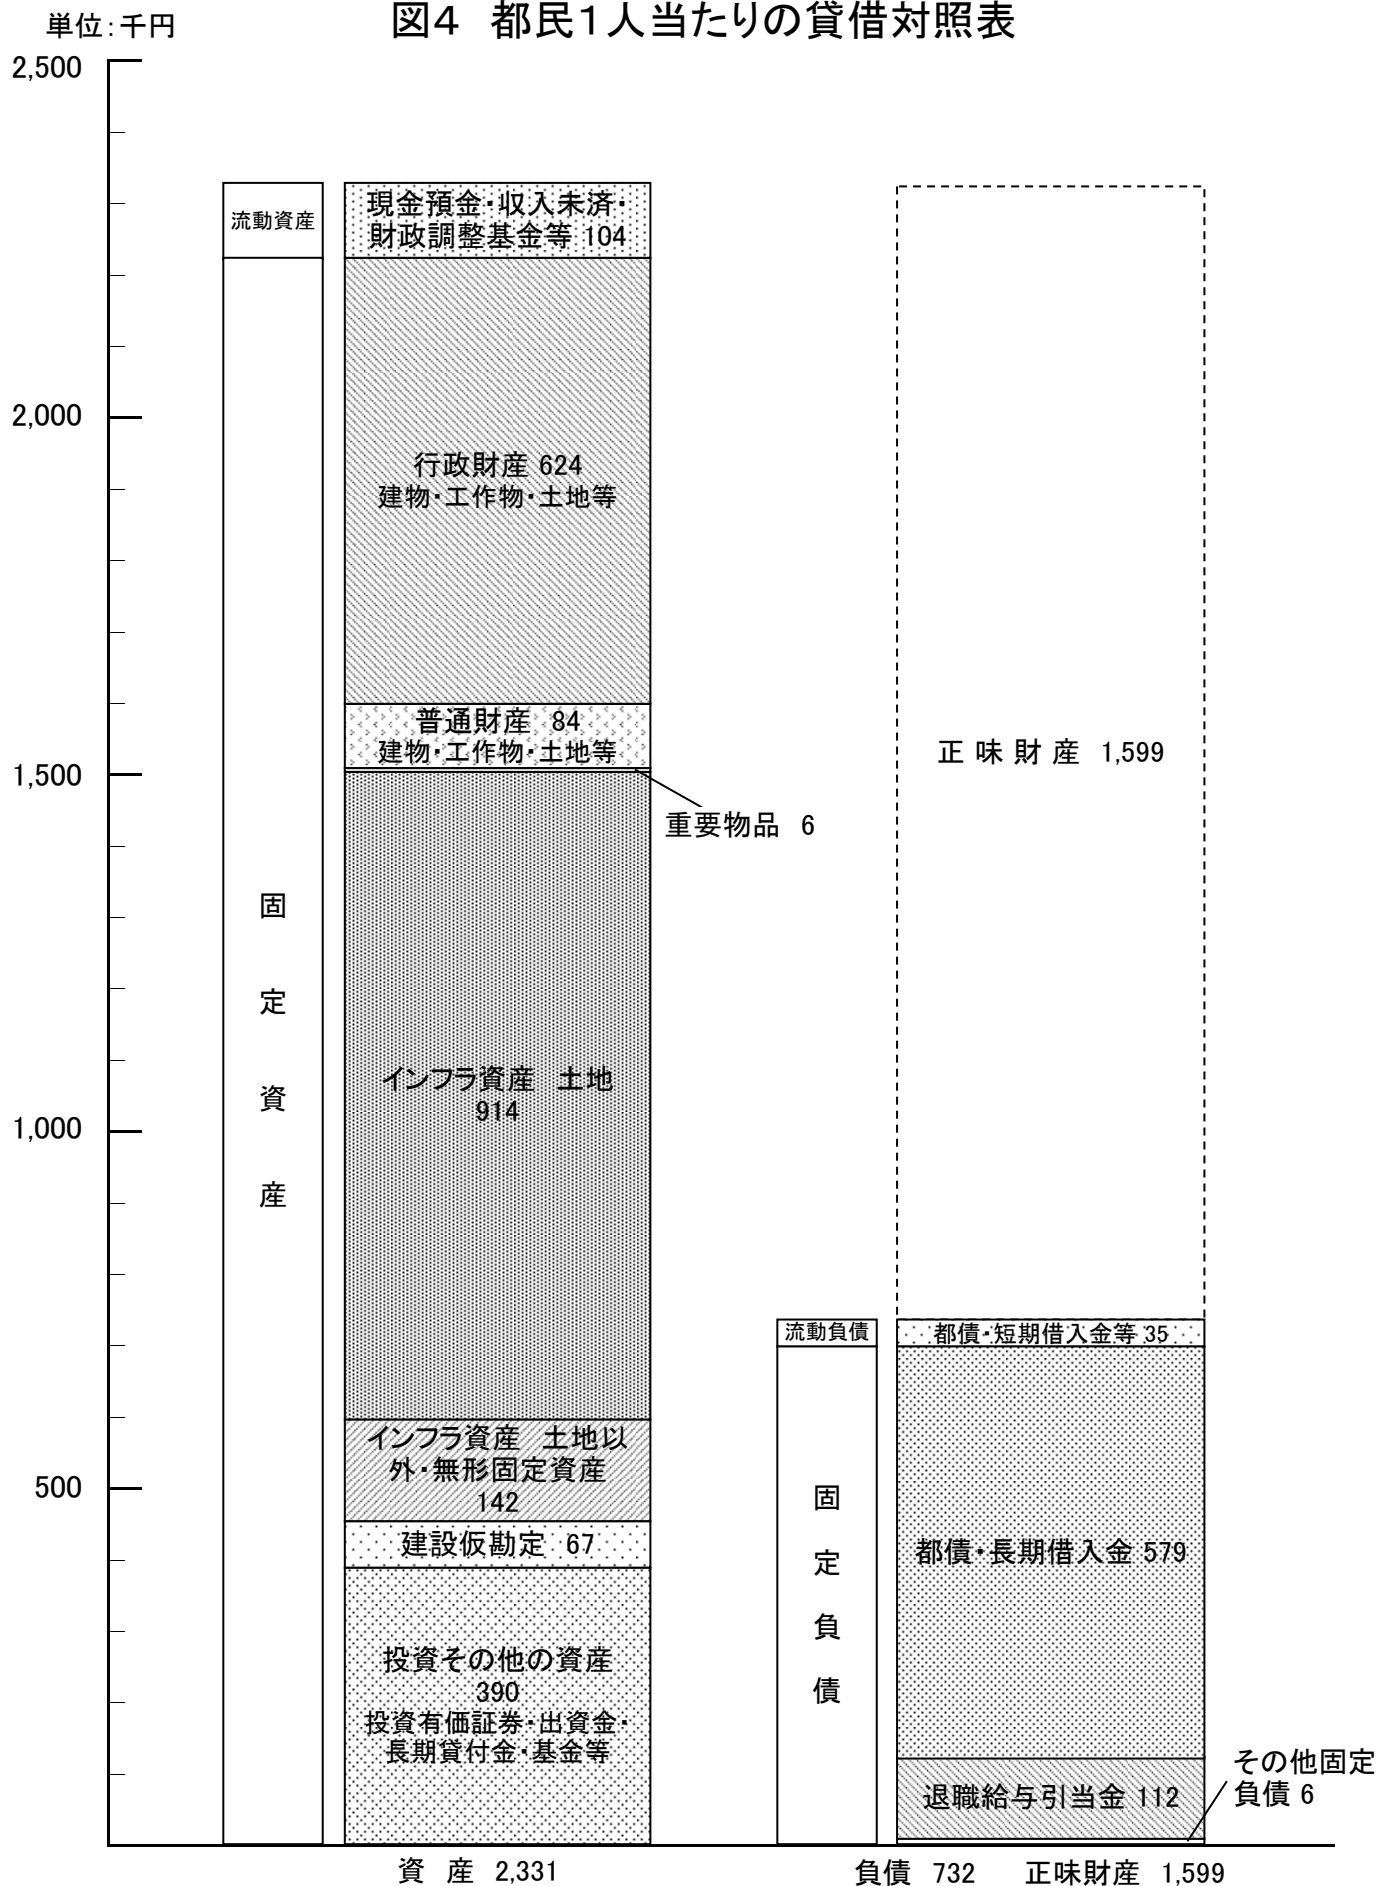 図4 都民1人当たりの貸借対照表
単位:千円
2,500
2,000
1,500
1,000
500
流動資産
固定資産
現金預金・収入未済・
財政調整基金等 104
行政財産 624
建物・工作物・土地等
普通財産 84
建物・工作物・土地等
重要物品 6
インフラ資産 土地
914
インフラ資産 土地以
外・無形固定資産
142
建設仮勘定 67
投資その他の資産
390
投資有価証券・出資金・
長期貸付金・基金等
正味財産 1,599
流動負債
固定負債
都債・短期借入金等 35
都債・長期借入金 579
退職給与引当金 112
その他固定
負債 6
資産 2,331
負債 732 正味財産 1,599